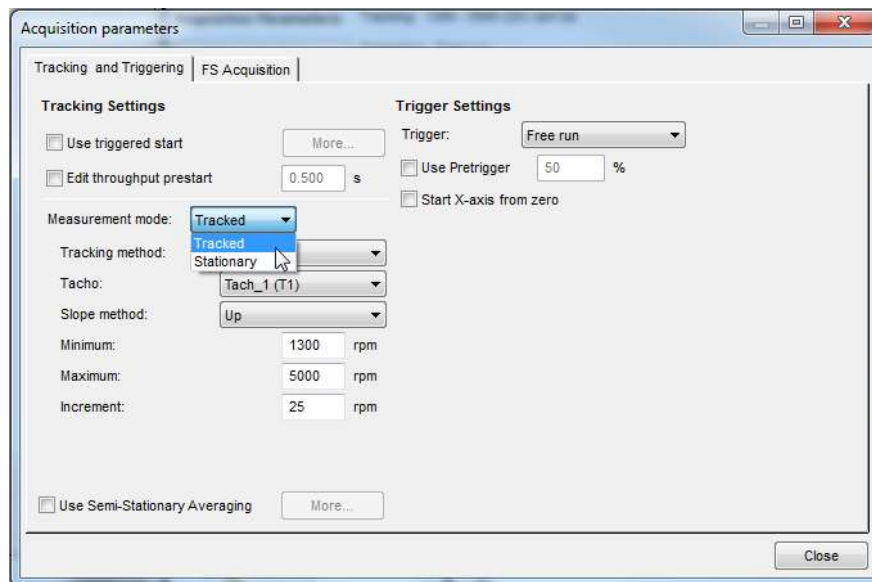 Acquisition parameters
Tracking and Triggering
FS Acquisition
Tracking Settings
Use triggered start
More...
Edit throughput prestart
0.500
s
Measurement mode:
Tracked
Tracked
Stationary
Tracking method:
Tacho:
Tach_1 (T1)
Slope method:
Up
Minimum:
1300
rpm
Maximum:
5000
rpm
Increment:
25
rpm
Use Semi-Stationary Averaging
More...
Trigger Settings
Trigger:
Free run
Use Pretrigger
50
%
Start X-axis from zero
Close